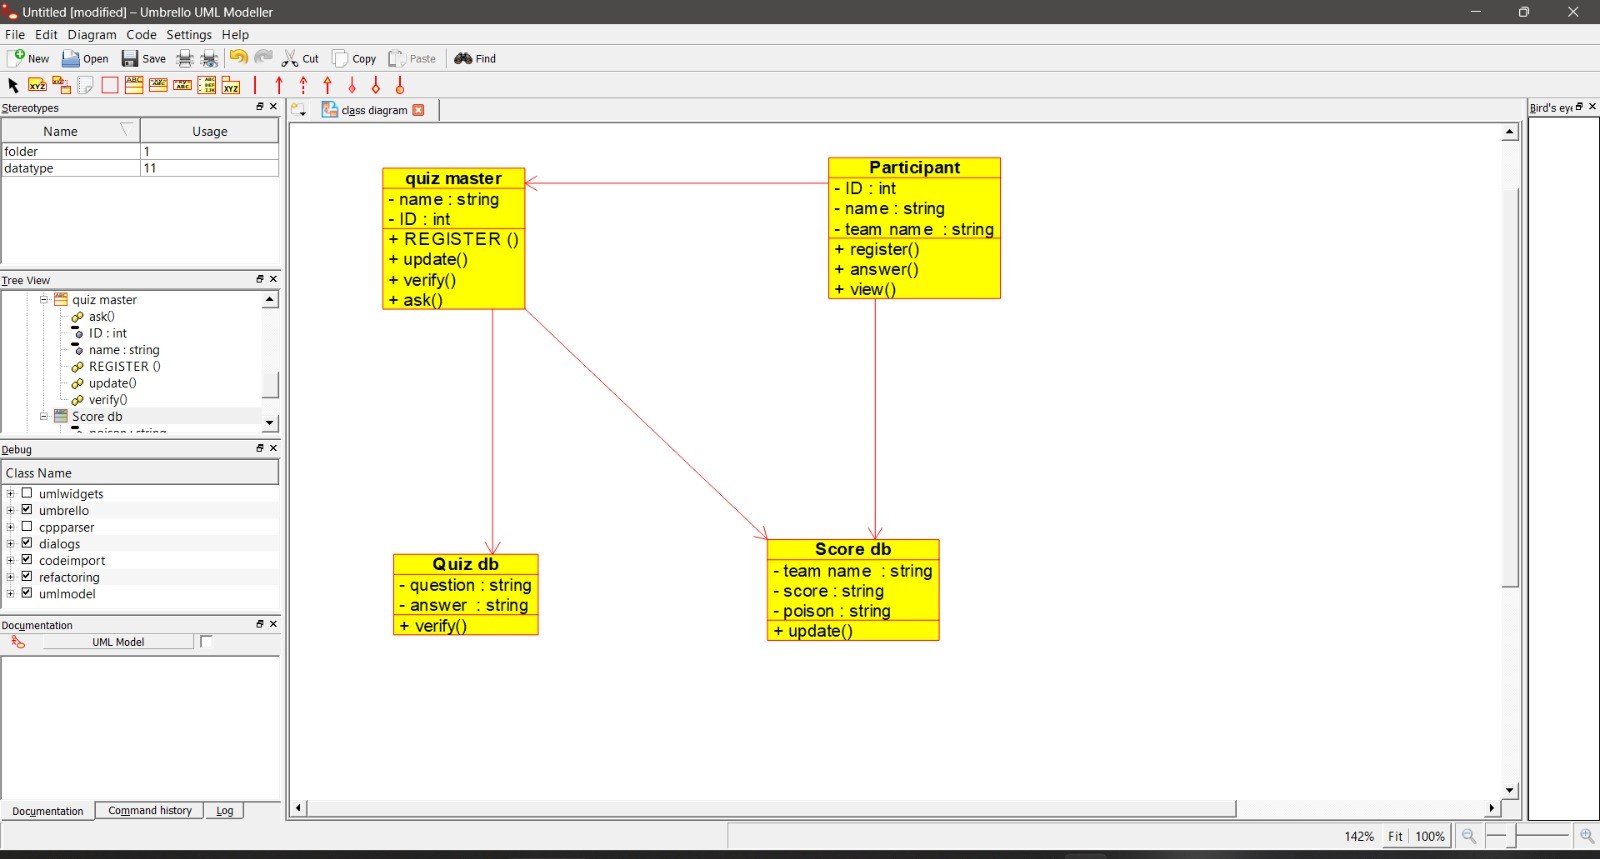 Untitled [modified] – Umbrello UML Modeller
File Edit Diagram Code Settings Help
New Open Save Cut Copy Paste Find
Stereotypes
Name Usage
folder 1
datatype 11
Tree View
quiz master
ask()
ID : int
name : string
REGISTER ()
update()
verify()
Score db
poison : string
Debug
Class Name
umlwidgets
umbrello
cppparser
dialogs
codeimport
refactoring
umlmodel
Documentation
UML Model
Documentation Command history Log
class diagram
quiz master
- name : string
- ID : int
+ REGISTER ()
+ update()
+ verify()
+ ask()
Participant
- ID : int
- name : string
- team name : string
+ register()
+ answer()
+ view()
Quiz db
- question : string
- answer : string
+ verify()
Score db
- team name : string
- score : string
- poison : string
+ update()
Bird's eye
142% Fit 100%